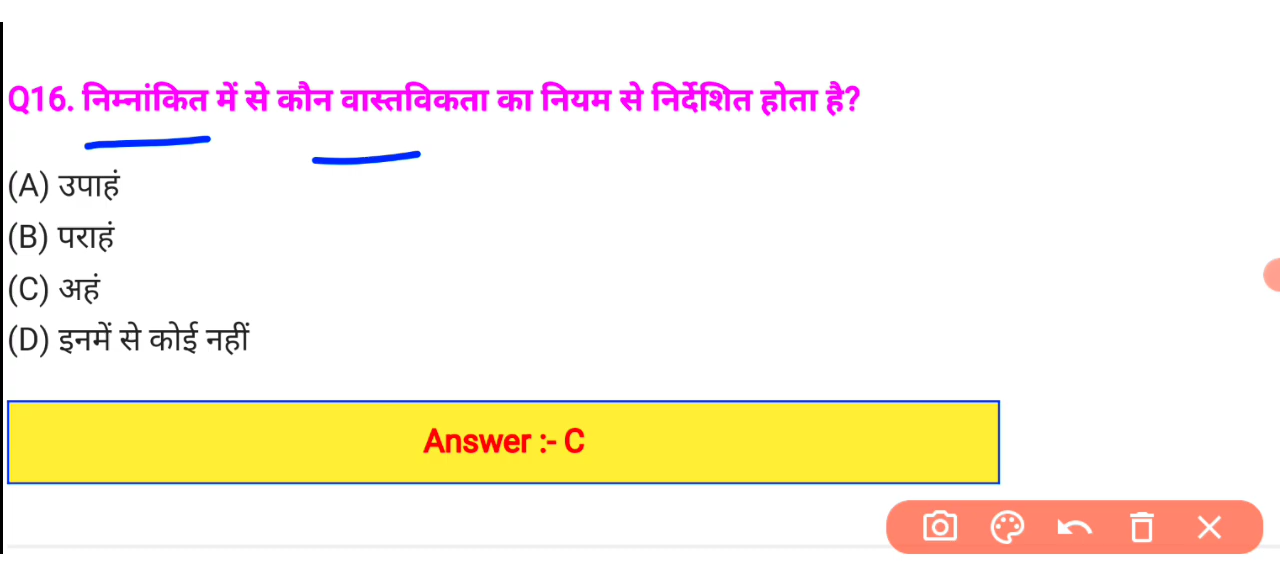 Q16. निम्नांकित में से कौन वास्तविकता का नियम से निर्देशित होता है?
(A) उपाहं
(B) पराहं
(C) अहं
(D) इनमें से कोई नहीं
Answer :- C